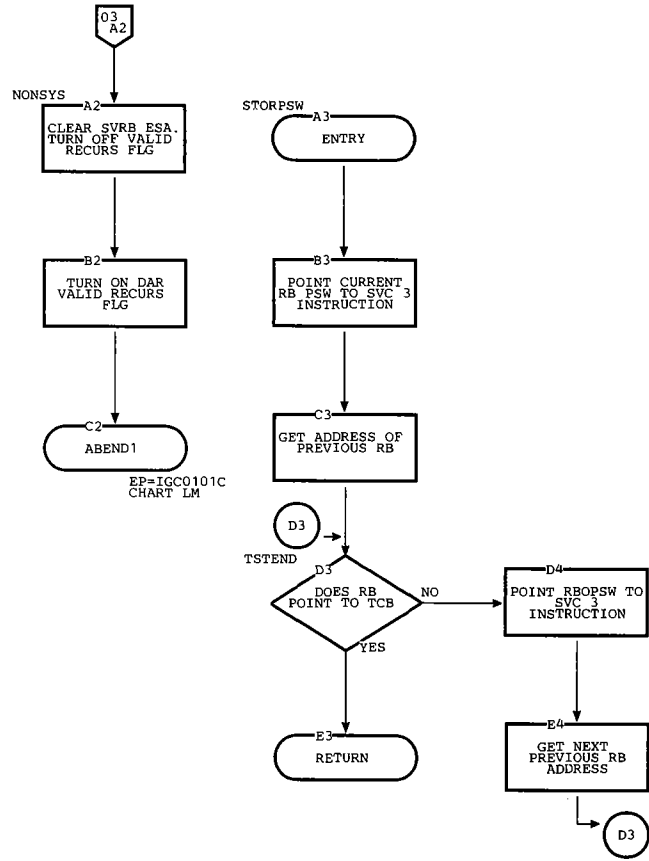 03
A2
NONSYS
A2
CLEAR SVRB ESA.
TURN OFF VALID
RECURS FLG
B2
TURN ON DAR
VALID RECURS
FLG
C2
ABEND1
EP=IGC0101C
CHART LM
STORPSW
A3
ENTRY
B3
POINT CURRENT
RB PSW TO SVC 3
INSTRUCTION
C3
GET ADDRESS OF
PREVIOUS RB
D3
TSTEND
D3
DOES RB
POINT TO TCB
NO
YES
E3
RETURN
D4
POINT RBOPSW TO
SVC 3
INSTRUCTION
E4
GET NEXT
PREVIOUS RB
ADDRESS
D3